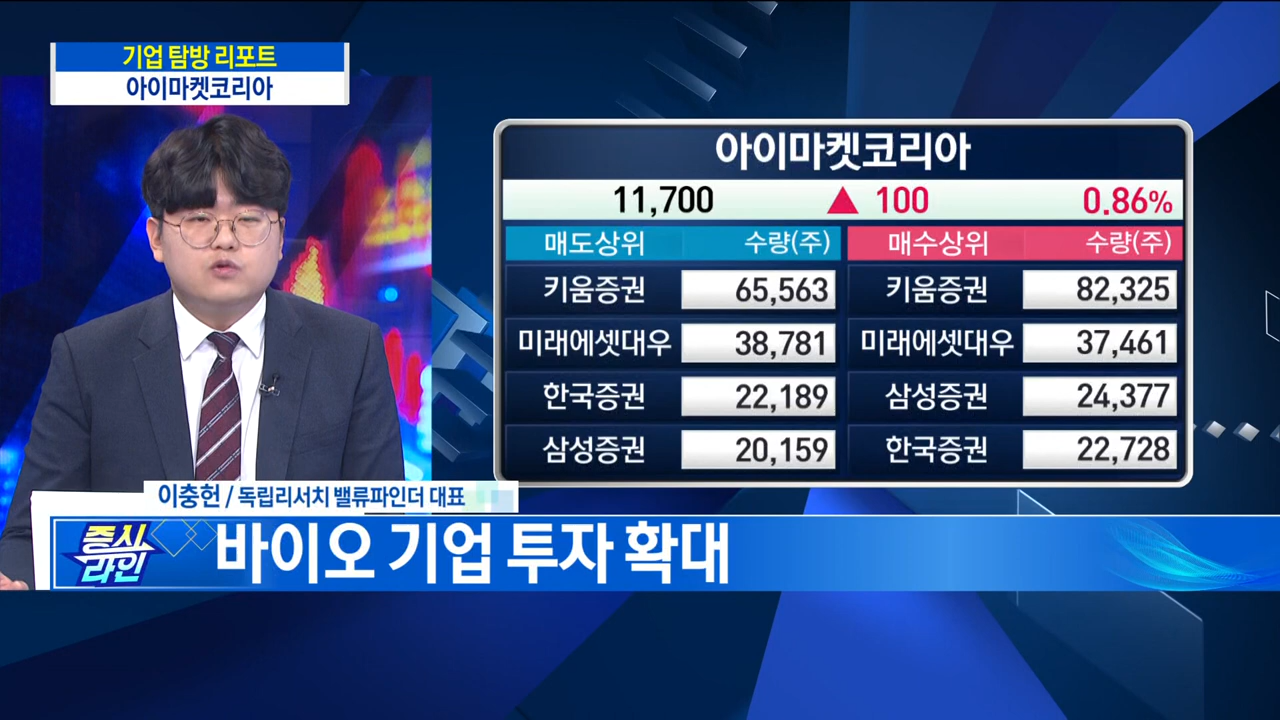 기업 탐방 리포트
아이마켓코리아
아이마켓코리아
11,700 ▲ 100 0.86%
매도상위 수량(주) 매수상위 수량(주)
키움증권 65,563 키움증권 82,325
미래에셋대우 38,781 미래에셋대우 37,461
한국증권 22,189 삼성증권 24,377
삼성증권 20,159 한국증권 22,728
이충헌 / 독립리서치 밸류파인더 대표
증시
라인
바이오 기업 투자 확대